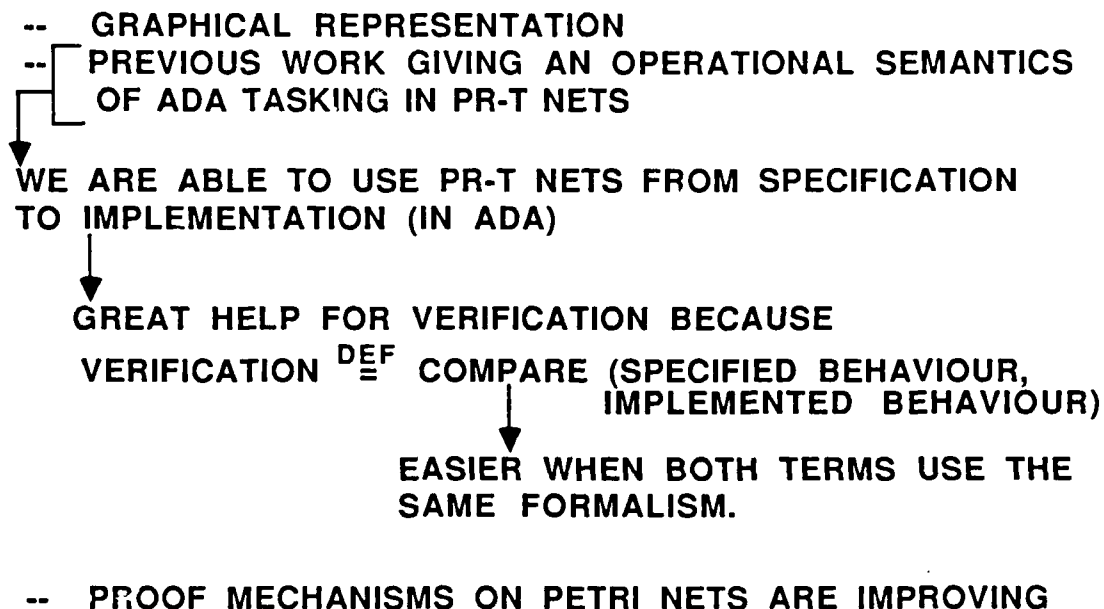 -- GRAPHICAL REPRESENTATION
-- PREVIOUS WORK GIVING AN OPERATIONAL SEMANTICS
OF ADA TASKING IN PR-T NETS
WE ARE ABLE TO USE PR-T NETS FROM SPECIFICATION
TO IMPLEMENTATION (IN ADA)
GREAT HELP FOR VERIFICATION BECAUSE
VERIFICATION DEF= COMPARE (SPECIFIED BEHAVIOUR,
IMPLEMENTED BEHAVIOUR)
EASIER WHEN BOTH TERMS USE THE
SAME FORMALISM.
-- PROOF MECHANISMS ON PETRI NETS ARE IMPROVING